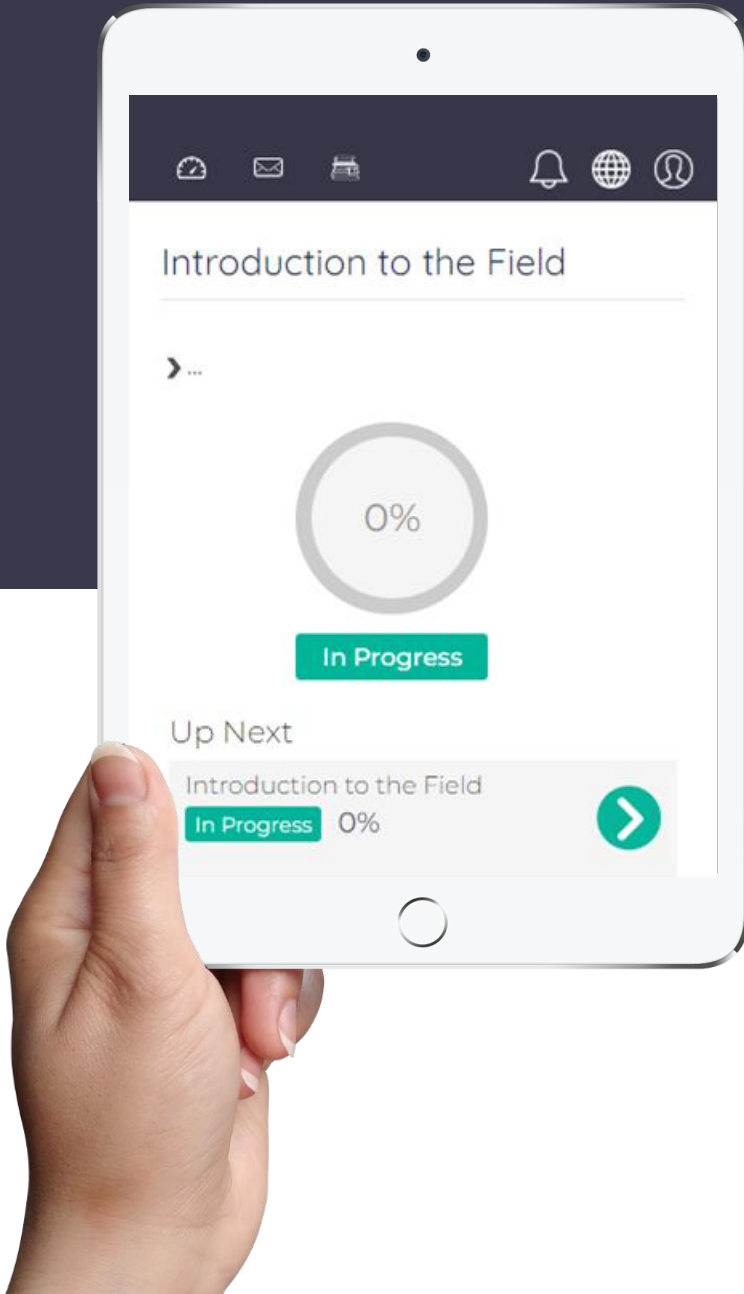 Introduction to the Field
❯ ...
0%
In Progress
Up Next
Introduction to the Field
In Progress 0%